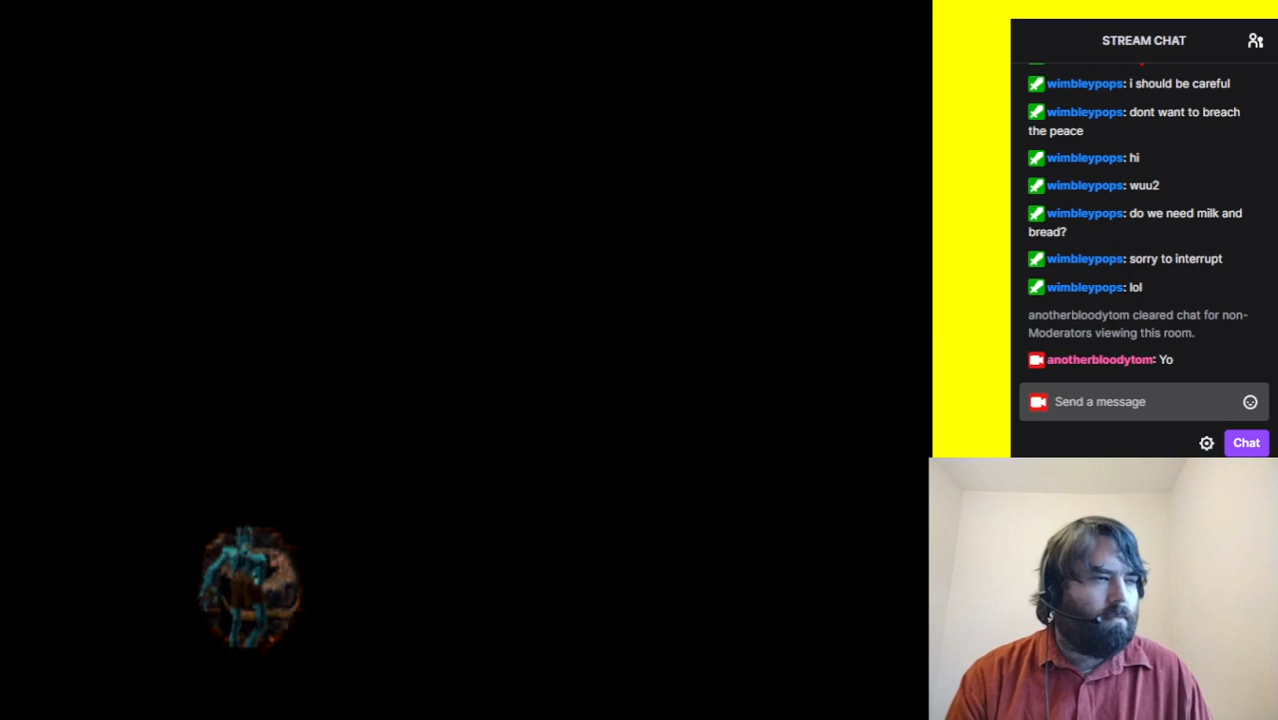 STREAM CHAT
wimbleypops: i should be careful
wimbleypops: dont want to breach
the peace
wimbleypops: hi
wimbleypops: wuu2
wimbleypops: do we need milk and
bread?
wimbleypops: sorry to interrupt
wimbleypops: lol
anotherbloodytom cleared chat for non-
Moderators viewing this room.
anotherbloodytom: Yo
Send a message
Chat